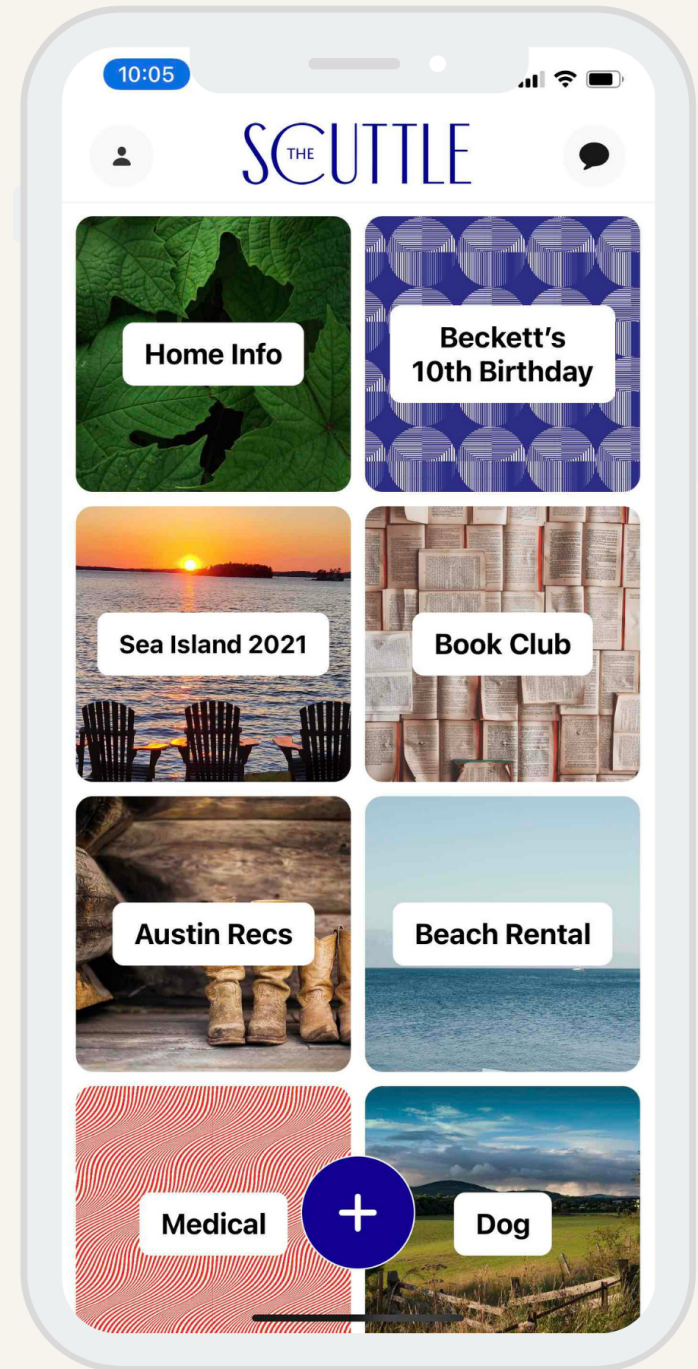 10:05
THE SCUTTLE
Home Info
Beckett's
10th Birthday
Sea Island 2021
Book Club
Austin Recs
Beach Rental
Medical
Dog